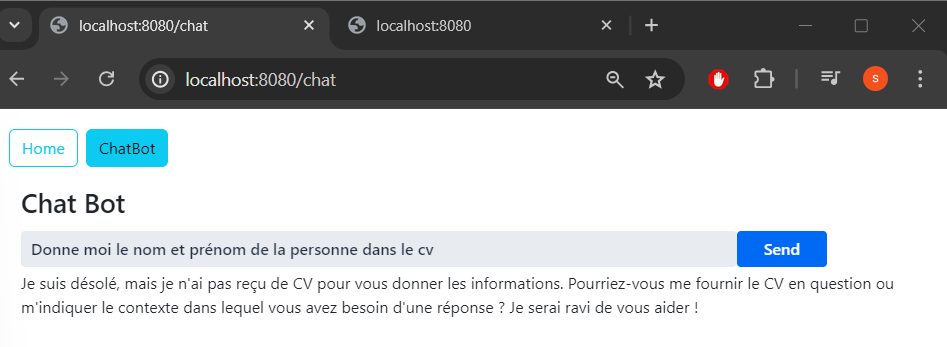 localhost:8080/chat
localhost:8080
localhost:8080/chat
s
Home ChatBot
Chat Bot
Donne moi le nom et prénom de la personne dans le cv Send
Je suis désolé, mais je n'ai pas reçu de CV pour vous donner les informations. Pourriez-vous me fournir le CV en question ou
m'indiquer le contexte dans lequel vous avez besoin d'une réponse ? Je serai ravi de vous aider !